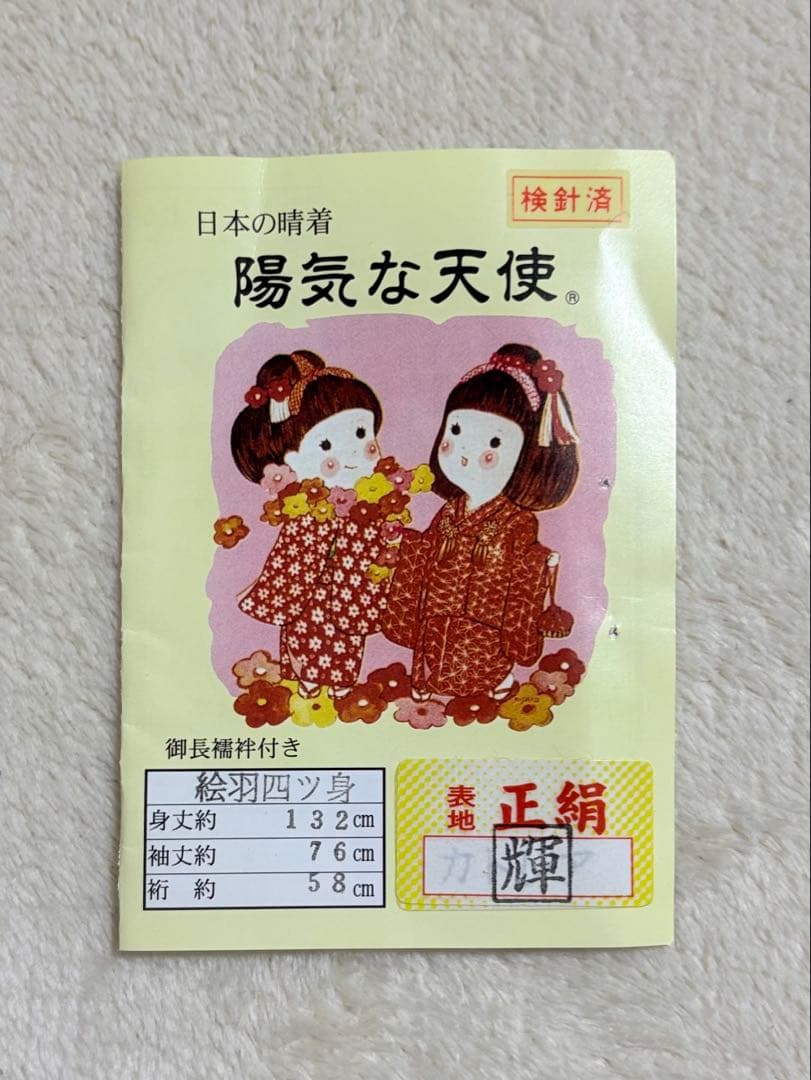 検針済
日本の晴着
陽気な天使®
御長襦袢付き
絵羽四ツ身
身丈約 132cm
袖丈約 76cm
裄 約 58cm
表地 正絹
輝